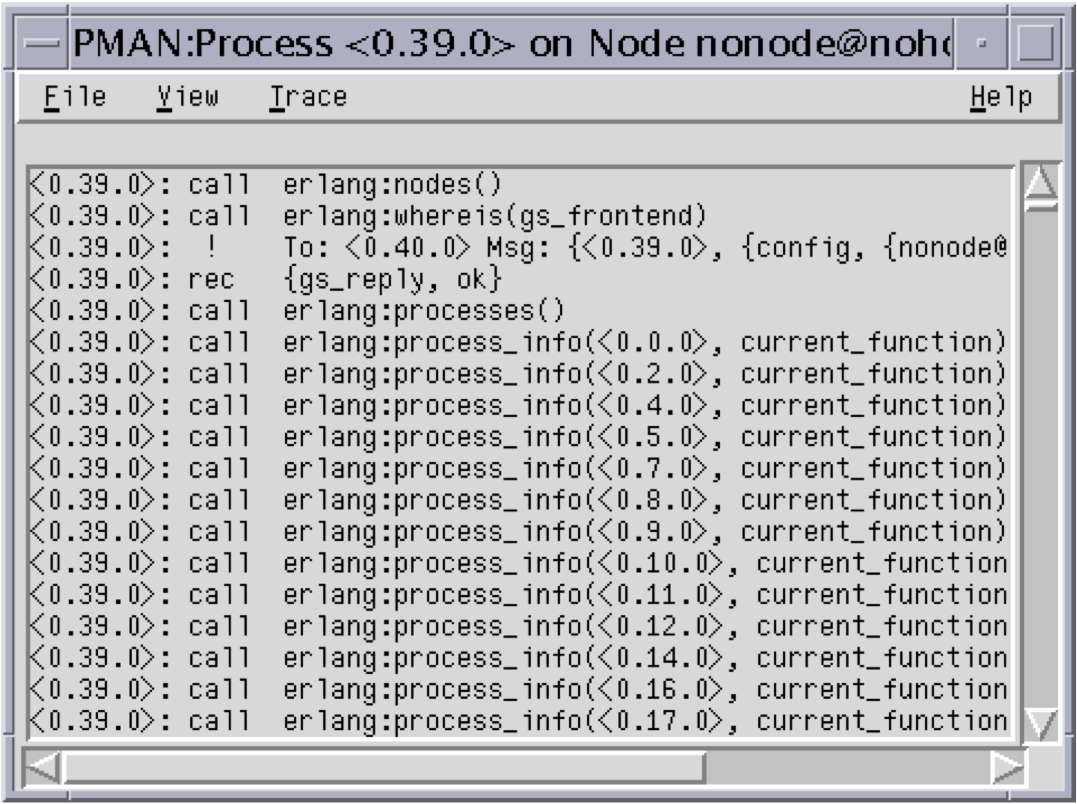 PMAN:Process <0.39.0> on Node nonode@noho
File View Trace Help
<0.39.0>: call erlang:nodes()
<0.39.0>: call erlang:whereis(gs_frontend)
<0.39.0>: ! To: <0.40.0> Msg: {<0.39.0>, {config, {nonode@
<0.39.0>: rec {gs_reply, ok}
<0.39.0>: call erlang:processes()
<0.39.0>: call erlang:process_info(<0.0.0>, current_function)
<0.39.0>: call erlang:process_info(<0.2.0>, current_function)
<0.39.0>: call erlang:process_info(<0.4.0>, current_function)
<0.39.0>: call erlang:process_info(<0.5.0>, current_function)
<0.39.0>: call erlang:process_info(<0.7.0>, current_function)
<0.39.0>: call erlang:process_info(<0.8.0>, current_function)
<0.39.0>: call erlang:process_info(<0.9.0>, current_function)
<0.39.0>: call erlang:process_info(<0.10.0>, current_function
<0.39.0>: call erlang:process_info(<0.11.0>, current_function
<0.39.0>: call erlang:process_info(<0.12.0>, current_function
<0.39.0>: call erlang:process_info(<0.14.0>, current_function
<0.39.0>: call erlang:process_info(<0.16.0>, current_function
<0.39.0>: call erlang:process_info(<0.17.0>, current_function